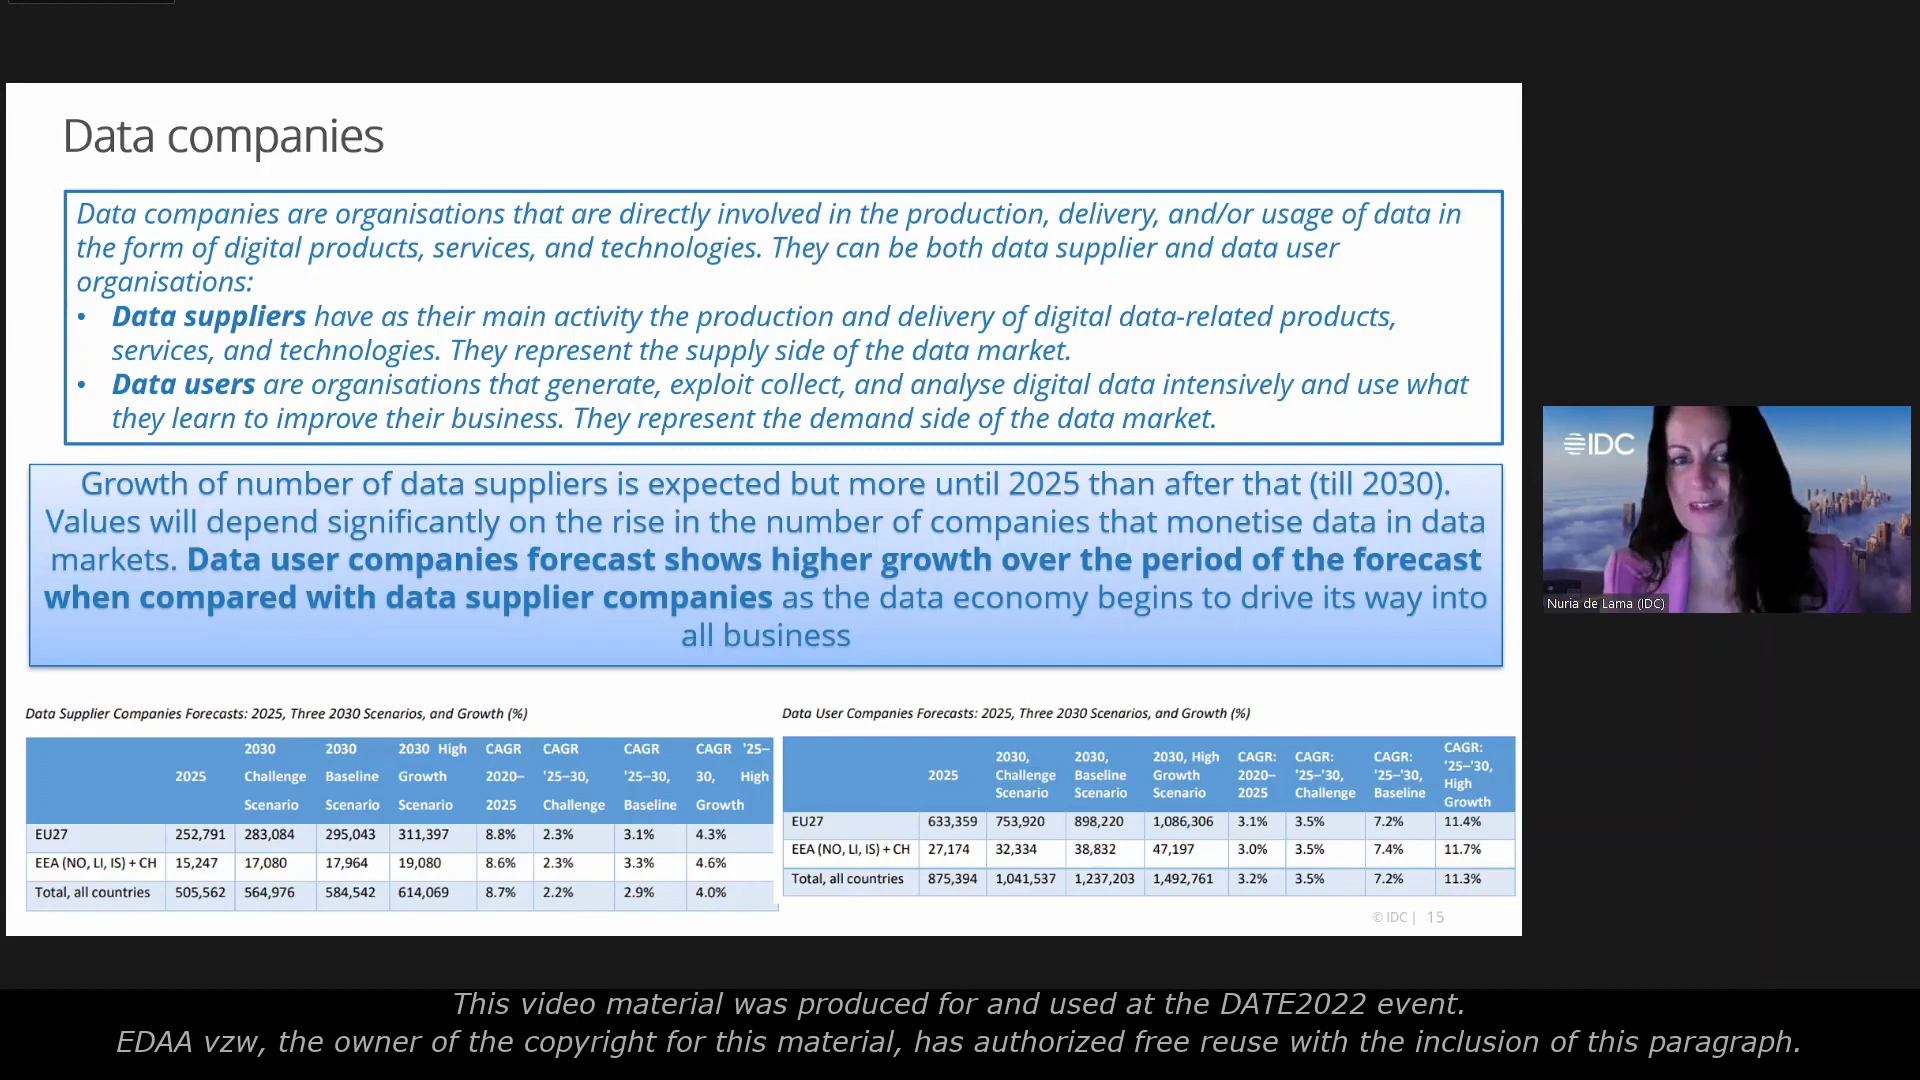 Data companies
Data companies are organisations that are directly involved in the production, delivery, and/or usage of data in
the form of digital products, services, and technologies. They can be both data supplier and data user
organisations:
• Data suppliers have as their main activity the production and delivery of digital data-related products,
services, and technologies. They represent the supply side of the data market.
• Data users are organisations that generate, exploit collect, and analyse digital data intensively and use what
they learn to improve their business. They represent the demand side of the data market.
Growth of number of data suppliers is expected but more until 2025 than after that (till 2030).
Values will depend significantly on the rise in the number of companies that monetise data in data
markets. Data user companies forecast shows higher growth over the period of the forecast
when compared with data supplier companies as the data economy begins to drive its way into
all business
Data Supplier Companies Forecasts: 2025, Three 2030 Scenarios, and Growth (%)
2030 2030 2030 High CAGR CAGR CAGR CAGR '25–
2025 Challenge Baseline Growth 2020– '25–30, '25–30, 30, High
Scenario Scenario Scenario 2025 Challenge Baseline Growth
EU27 252,791 283,084 295,043 311,397 8.8% 2.3% 3.1% 4.3%
EEA (NO, LI, IS) + CH 15,247 17,080 17,964 19,080 8.6% 2.3% 3.3% 4.6%
Total, all countries 505,562 564,976 584,542 614,069 8.7% 2.2% 2.9% 4.0%
Data User Companies Forecasts: 2025, Three 2030 Scenarios, and Growth (%)
CAGR:
2030, 2030, 2030, High CAGR: CAGR: CAGR: '25–'30,
2025 Challenge Baseline Growth 2020– '25–'30, '25–'30, High
Scenario Scenario Scenario 2025 Challenge Baseline Growth
EU27 633,359 753,920 898,220 1,086,306 3.1% 3.5% 7.2% 11.4%
EEA (NO, LI, IS) + CH 27,174 32,334 38,832 47,197 3.0% 3.5% 7.4% 11.7%
Total, all countries 875,394 1,041,537 1,237,203 1,492,761 3.2% 3.5% 7.2% 11.3%
© IDC | 15
IDC
Nuria de Lama (IDC)
This video material was produced for and used at the DATE2022 event.
EDAA vzw, the owner of the copyright for this material, has authorized free reuse with the inclusion of this paragraph.